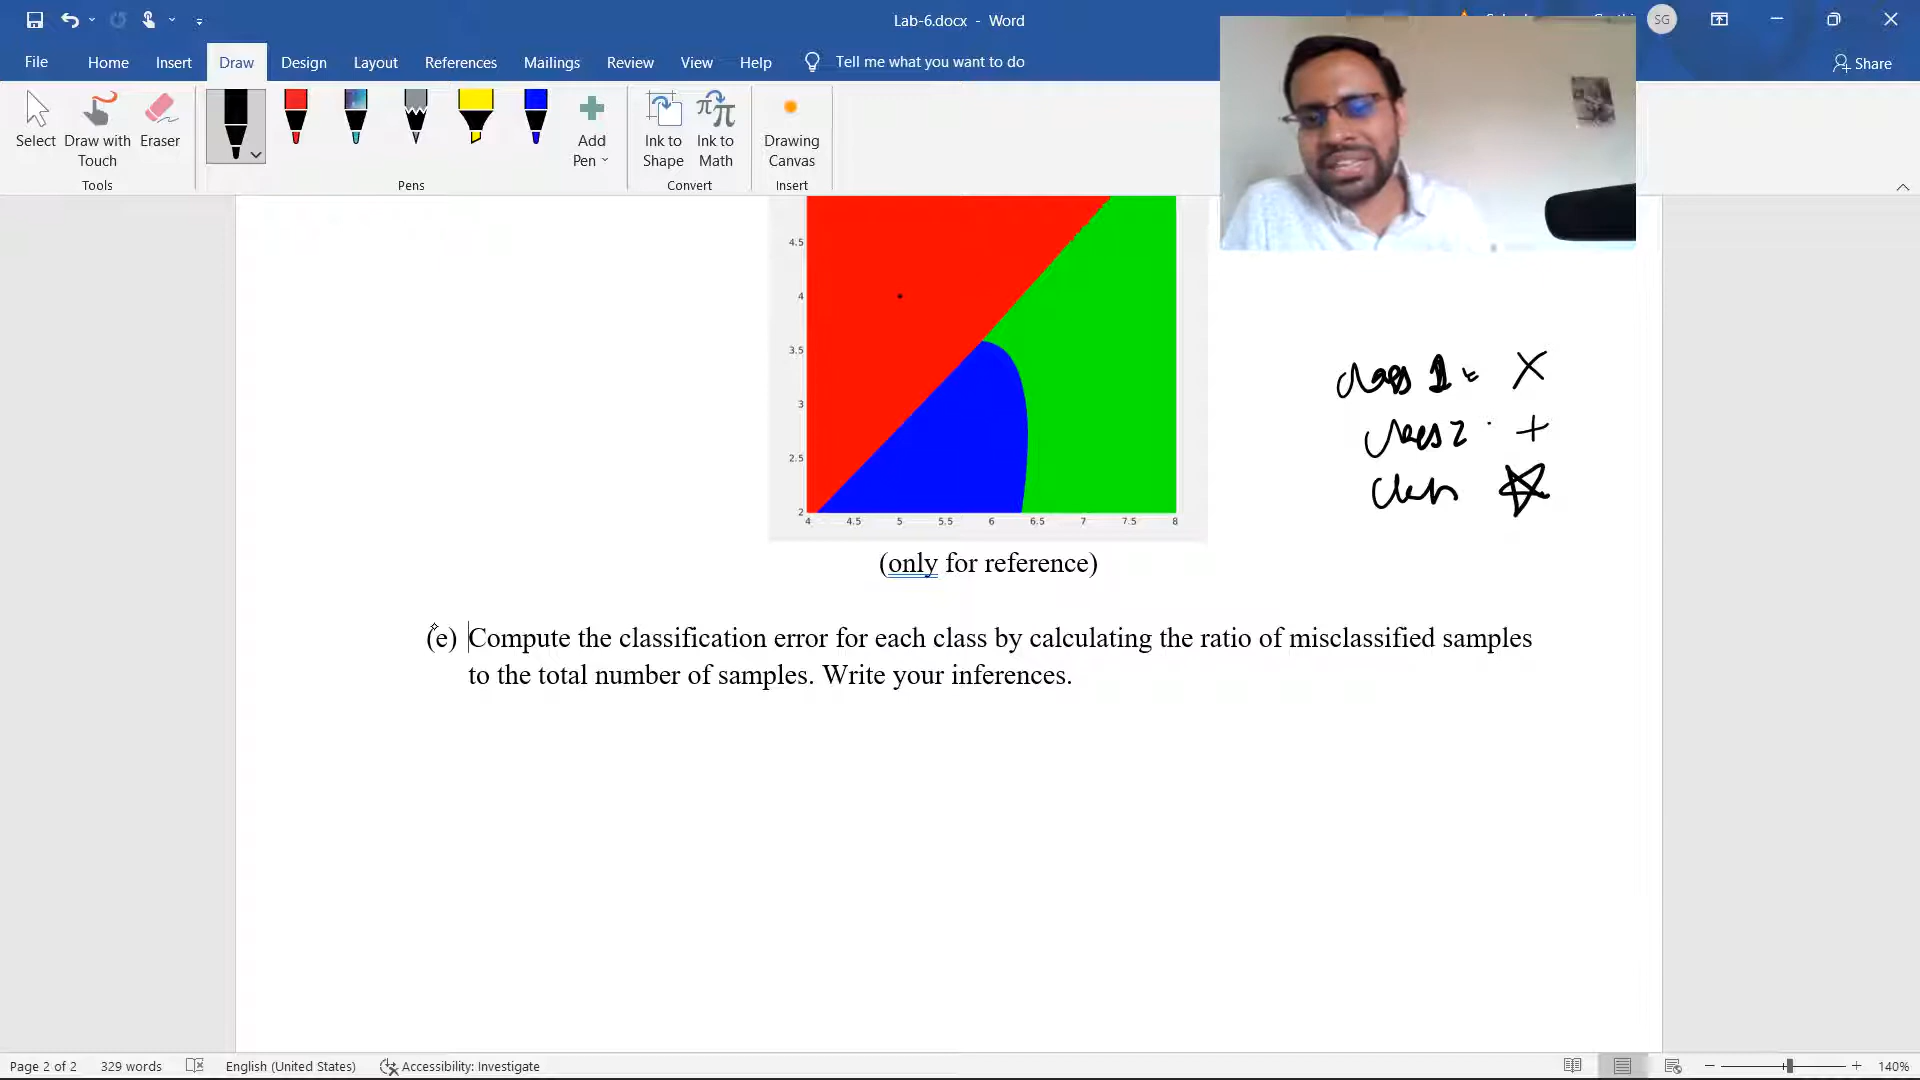 Lab-6.docx - Word
SG
File Home Insert Draw Design Layout References Mailings Review View Help Tell me what you want to do
Share
Select
Draw with Touch
Eraser
Add Pen
Ink to Shape
Ink to Math
Drawing Canvas
Tools
Pens
Convert
Insert
4.5
4
3.5
3
2.5
2
4 4.5 5 5.5 6 6.5 7 7.5 8
class 1 X
class 2 +
class
(only for reference)
(e) Compute the classification error for each class by calculating the ratio of misclassified samples
to the total number of samples. Write your inferences.
Page 2 of 2 329 words English (United States) Accessibility: Investigate 140%